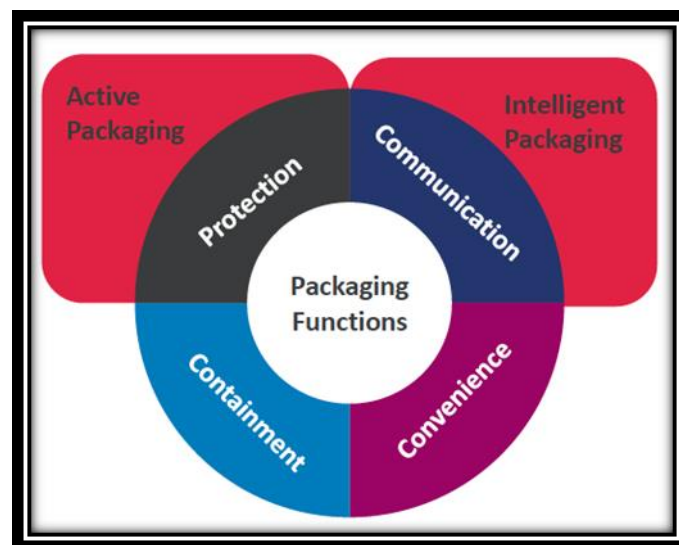 Active
Packaging
Intelligent
Packaging
Protection
Communication
Packaging
Functions
Containment
Convenience